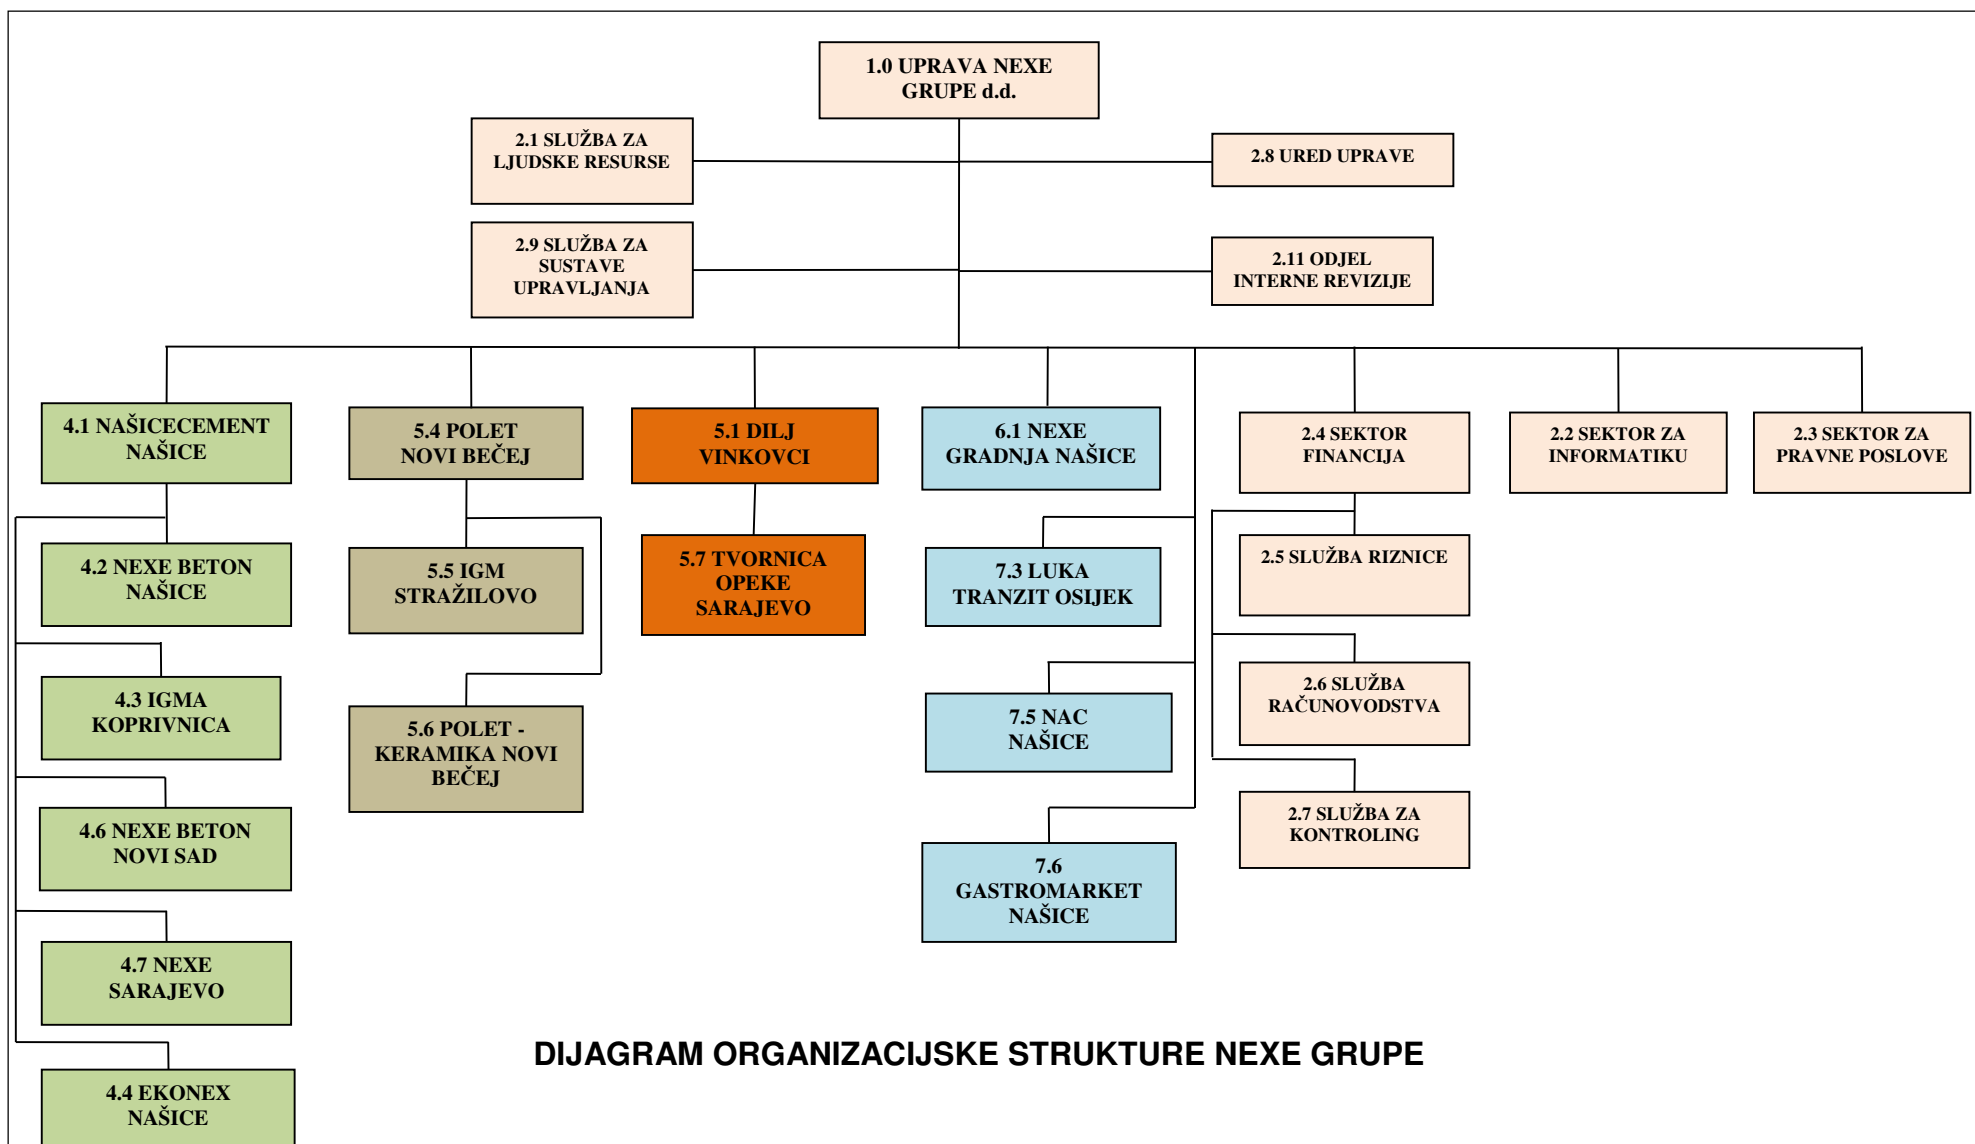 1.0 UPRAVA NEXE
GRUPE d.d.
2.1 SLUŽBA ZA
LJUDSKE RESURSE
2.8 URED UPRAVE
2.9 SLUŽBA ZA
SUSTAVE
UPRAVLJANJA
2.11 ODJEL
INTERNE REVIZIJE
4.1 NAŠICECEMENT
NAŠICE
5.4 POLET
NOVI BEČEJ
5.1 DILJ
VINKOVCI
6.1 NEXE
GRADNJA NAŠICE
2.4 SEKTOR
FINANCIJA
2.2 SEKTOR ZA
INFORMATIKU
2.3 SEKTOR ZA
PRAVNE POSLOVE
4.2 NEXE BETON
NAŠICE
5.5 IGM
STRAŽILOVO
5.7 TVORNICA
OPEKE
SARAJEVO
7.3 LUKA
TRANZIT OSIJEK
2.5 SLUŽBA RIZNICE
4.3 IGMA
KOPRIVNICA
5.6 POLET -
KERAMIKA NOVI
BEČEJ
7.5 NAC
NAŠICE
2.6 SLUŽBA
RAČUNOVODSTVA
4.6 NEXE BETON
NOVI SAD
7.6
GASTROMARKET
NAŠICE
2.7 SLUŽBA ZA
KONTROLING
4.7 NEXE
SARAJEVO
4.4 EKONEX
NAŠICE
DIJAGRAM ORGANIZACIJSKE STRUKTURE NEXE GRUPE